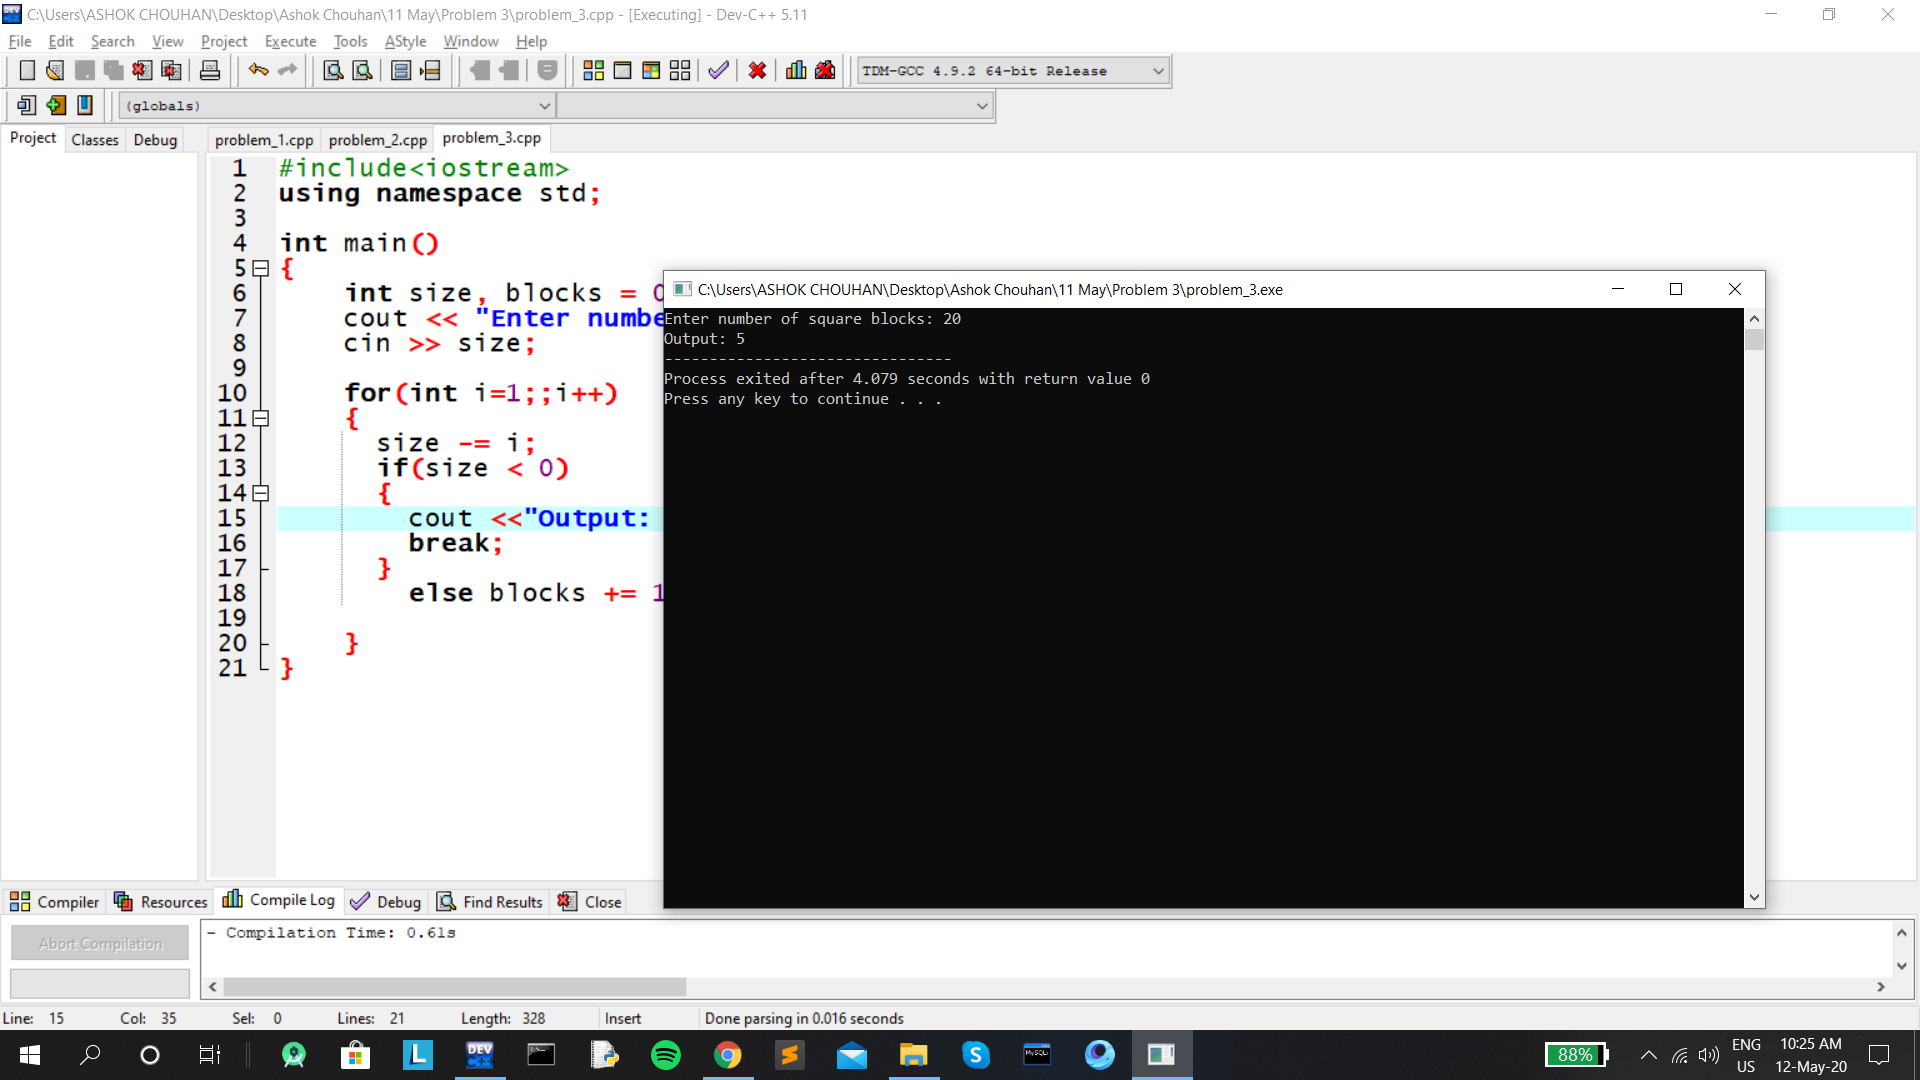 C:\Users\ASHOK CHOUHAN\Desktop\Ashok Chouhan\11 May\Problem 3\problem_3.cpp - [Executing] - Dev-C++ 5.11
File Edit Search View Project Execute Tools AStyle Window Help
TDM-GCC 4.9.2 64-bit Release
(globals)
Project Classes Debug
problem_1.cpp problem_2.cpp problem_3.cpp
1 #include<iostream>
2 using namespace std;
3
4 int main()
5 {
6 int size, blocks = 0
7 cout << "Enter numbe
8 cin >> size;
9
10 for(int i=1;;i++)
11 {
12 size -= i;
13 if(size < 0)
14 {
15 cout <<"Output:
16 break;
17 }
18 else blocks += 1
19
20 }
21 }
C:\Users\ASHOK CHOUHAN\Desktop\Ashok Chouhan\11 May\Problem 3\problem_3.exe
Enter number of square blocks: 20
Output: 5
--------------------------------
Process exited after 4.079 seconds with return value 0
Press any key to continue . . .
Compiler Resources Compile Log Debug Find Results Close
Abort Compilation
- Compilation Time: 0.61s
Line: 15 Col: 35 Sel: 0 Lines: 21 Length: 328 Insert Done parsing in 0.016 seconds
L
DEV C++
MySQL
S
88%
ENG
US
10:25 AM
12-May-20